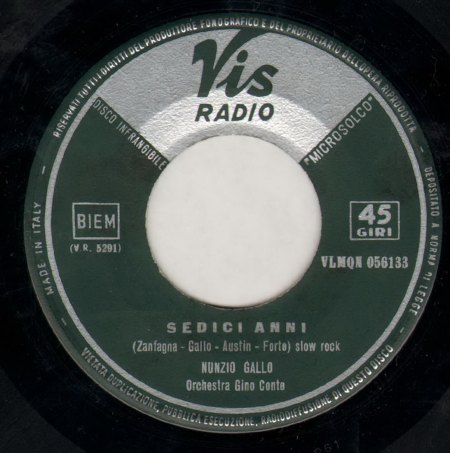 RISERVATI TUTTI I DIRITTI DEL PRODUTTORE FONOGRAFICO E DEL PROPRIETARIO DELL'OPERA RIPRODOTTA
Vis
RADIO
DISCO INFRANGIBILE
"MICROSOLCO"
BIEM
(V.R. 5291)
45
GIRI
VLMQN 056133
MADE IN ITALY
DEPOSITATO A NORMA DI LEGGE
SEDICI ANNI
(Zanfagna - Gallo - Austin - Forte) slow rock
NUNZIO GALLO
Orchestra Gino Conte
VIETATA DUPLICAZIONE, PUBBLICA ESECUZIONE, RADIODIFFUSIONE DI QUESTO DISCO